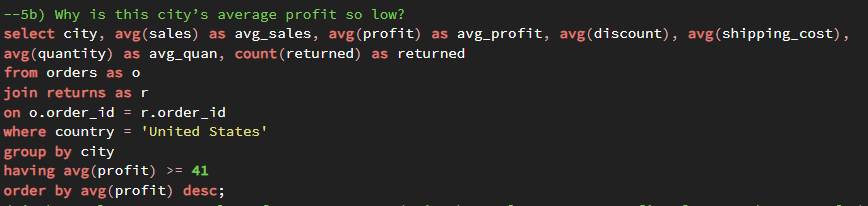 --5b) Why is this city’s average profit so low?
select city, avg(sales) as avg_sales, avg(profit) as avg_profit, avg(discount), avg(shipping_cost),
avg(quantity) as avg_quan, count(returned) as returned
from orders as o
join returns as r
on o.order_id = r.order_id
where country = 'United States'
group by city
having avg(profit) >= 41
order by avg(profit) desc;